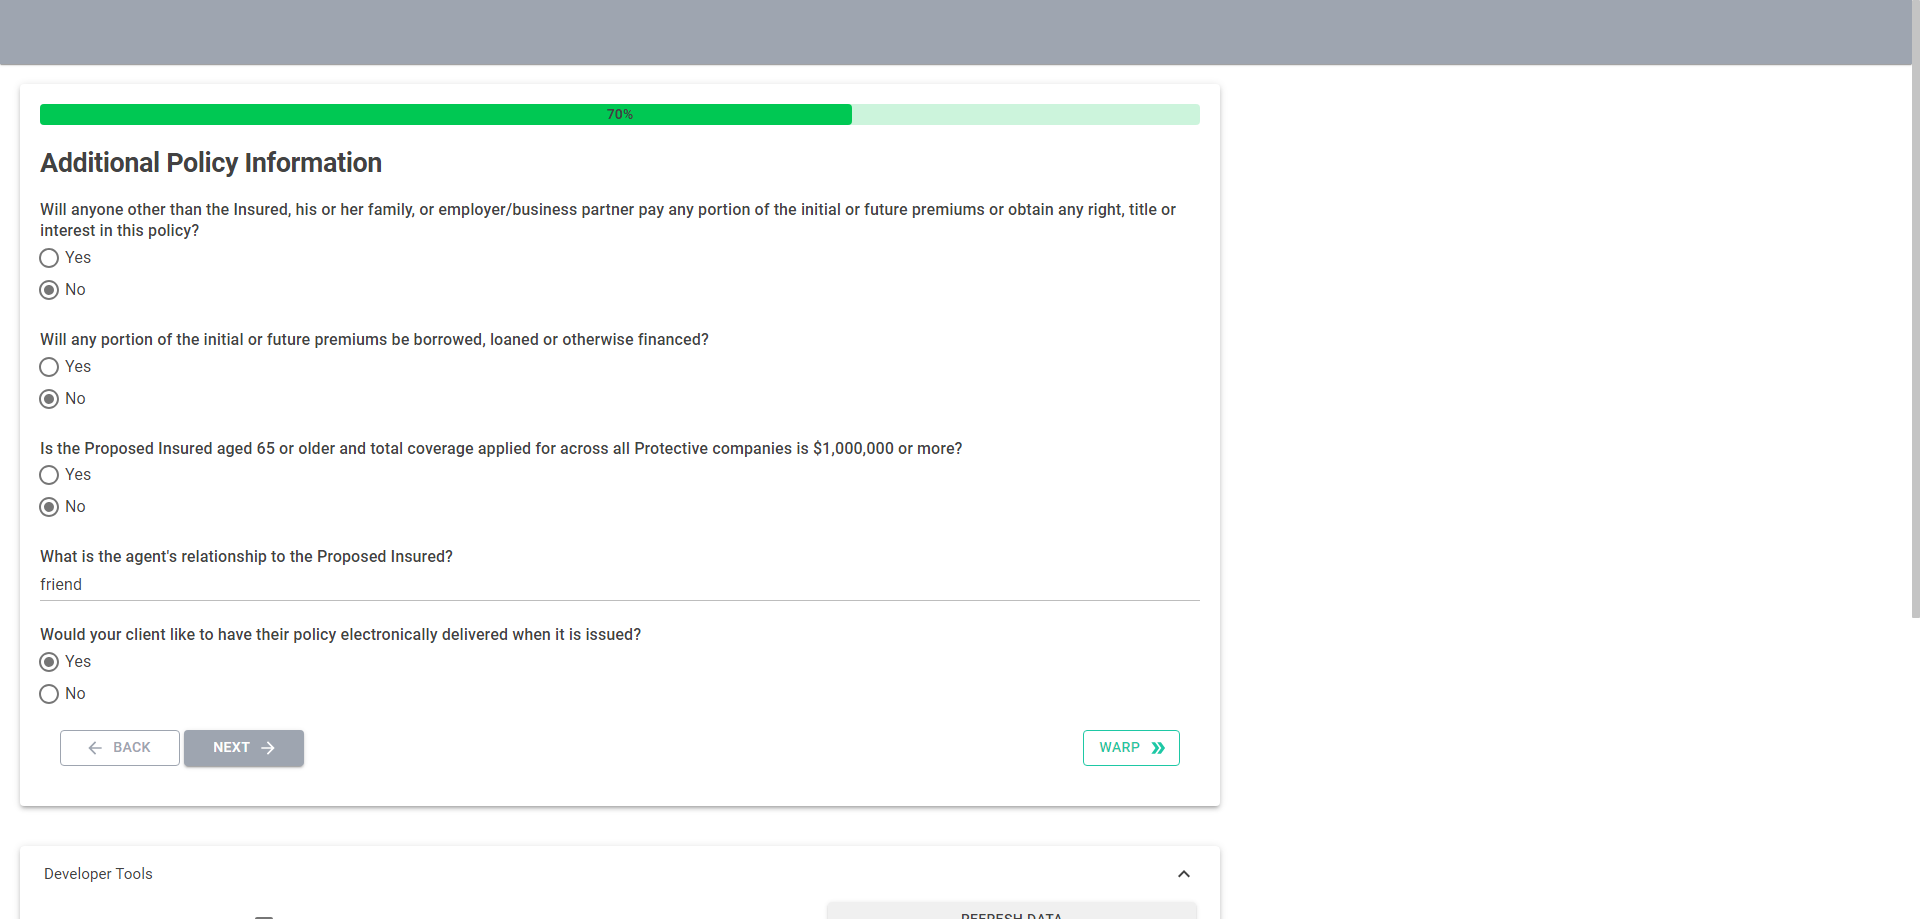 70%
Additional Policy Information
Will anyone other than the Insured, his or her family, or employer/business partner pay any portion of the initial or future premiums or obtain any right, title or
interest in this policy?
Yes
No
Will any portion of the initial or future premiums be borrowed, loaned or otherwise financed?
Yes
No
Is the Proposed Insured aged 65 or older and total coverage applied for across all Protective companies is $1,000,000 or more?
Yes
No
What is the agent's relationship to the Proposed Insured?
friend
Would your client like to have their policy electronically delivered when it is issued?
Yes
No
BACK NEXT WARP
Developer Tools
REFRESH DATA